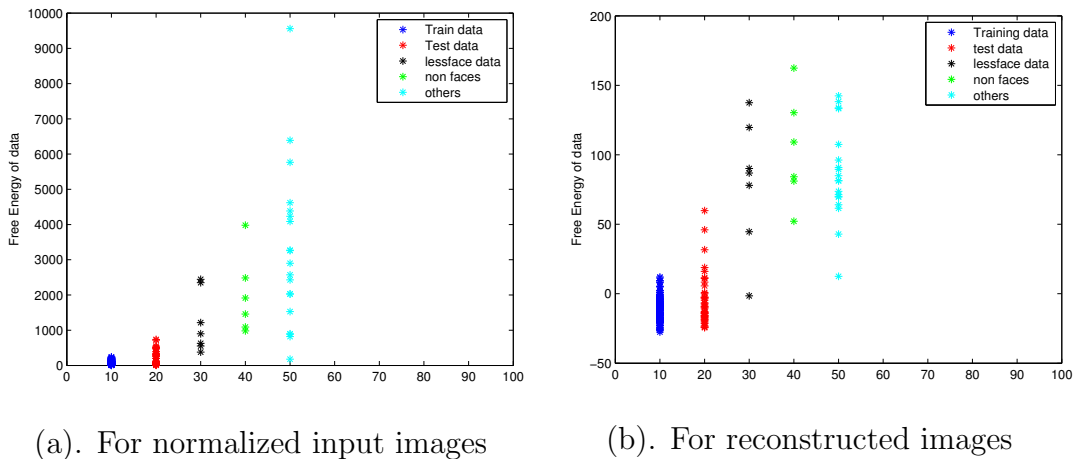 10000
9000
8000
7000
6000
5000
4000
3000
2000
1000
0
Free Energy of data
0 10 20 30 40 50 60 70 80 90 100
Train data
Test data
lessface data
non faces
others
(a). For normalized input images
200
150
100
50
0
−50
Free Energy of data
0 10 20 30 40 50 60 70 80 90 100
Training data
test data
lessface data
non faces
others
(b). For reconstructed images